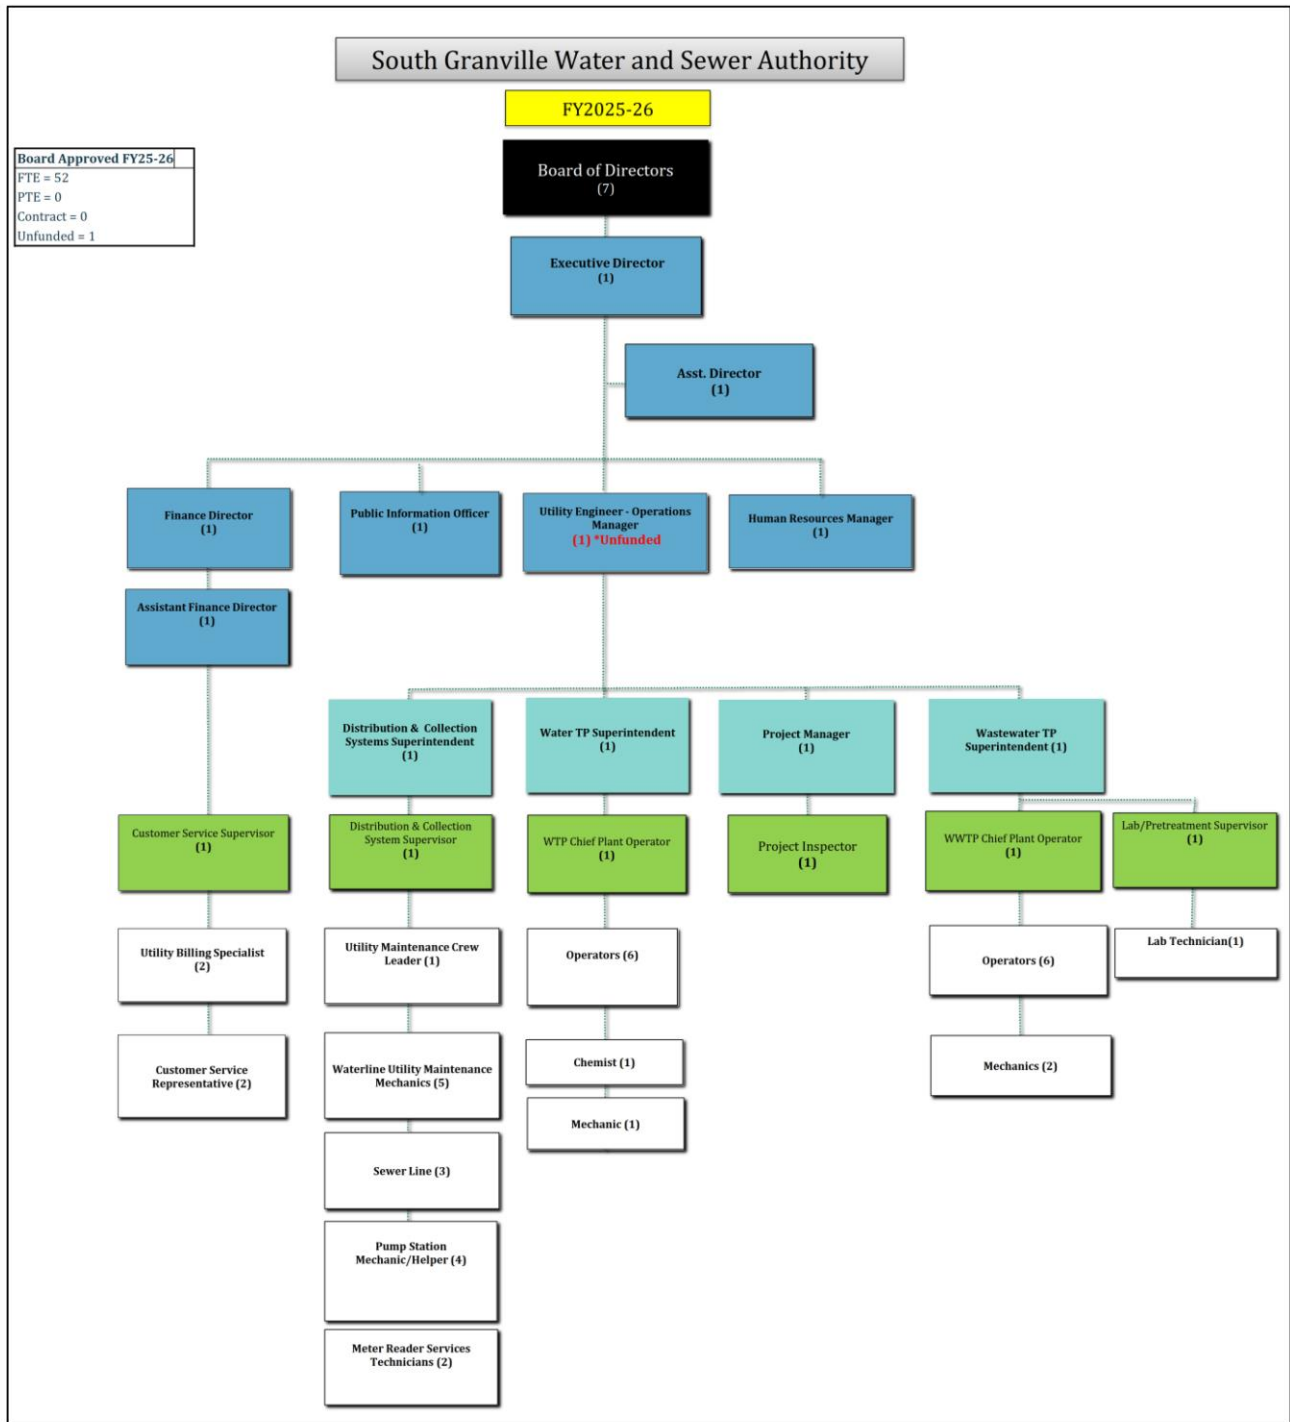 South Granville Water and Sewer Authority
FY2025-26
Board Approved FY25-26
FTE = 52
PTE = 0
Contract = 0
Unfunded = 1
Board of Directors
(7)
Executive Director
(1)
Asst. Director
(1)
Finance Director
(1)
Public Information Officer
(1)
Utility Engineer - Operations
Manager
(1) *Unfunded
Human Resources Manager
(1)
Assistant Finance Director
(1)
Distribution & Collection
Systems Superintendent
(1)
Water TP Superintendent
(1)
Project Manager
(1)
Wastewater TP
Superintendent (1)
Customer Service Supervisor
(1)
Distribution & Collection
System Supervisor
(1)
WTP Chief Plant Operator
(1)
Project Inspector
(1)
WWTP Chief Plant Operator
(1)
Lab/Pretreatment Supervisor
(1)
Utility Billing Specialist
(2)
Utility Maintenance Crew
Leader (1)
Operators (6)
Operators (6)
Lab Technician(1)
Customer Service
Representative (2)
Waterline Utility Maintenance
Mechanics (5)
Chemist (1)
Mechanics (2)
Mechanic (1)
Sewer Line (3)
Pump Station
Mechanic/Helper (4)
Meter Reader Services
Technicians (2)